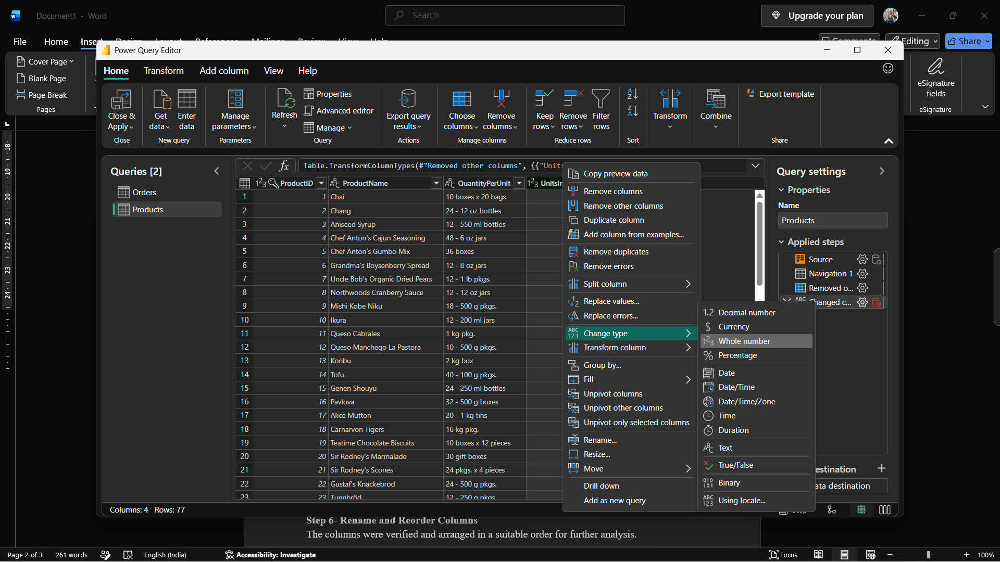 Document1 - Word
Search
Upgrade your plan
File Home Insert
Editing
Share
Cover Page
Blank Page
Page Break
Pages
eSignature fields
eSignature
Power Query Editor
Home Transform Add column View Help
Close & Apply
Close
Get data
Enter data
New query
Manage parameters
Parameters
Refresh
Properties
Advanced editor
Manage
Query
Export query results
Actions
Choose columns
Remove columns
Manage columns
Keep rows
Remove rows
Filter rows
Reduce rows
Sort
Transform
Combine
Export template
Share
Queries [2]
Orders
Products
fx Table.TransformColumnTypes(#"Removed other columns", {{"Units
ProductID ProductName QuantityPerUnit
1 1 Chai 10 boxes x 20 bags
2 2 Chang 24 - 12 oz bottles
3 3 Aniseed Syrup 12 - 550 ml bottles
4 4 Chef Anton's Cajun Seasoning 48 - 6 oz jars
5 5 Chef Anton's Gumbo Mix 36 boxes
6 6 Grandma's Boysenberry Spread 12 - 8 oz jars
7 7 Uncle Bob's Organic Dried Pears 12 - 1 lb pkgs.
8 8 Northwoods Cranberry Sauce 12 - 12 oz jars
9 9 Mishi Kobe Niku 18 - 500 g pkgs.
10 10 Ikura 12 - 200 ml jars
11 11 Queso Cabrales 1 kg pkg.
12 12 Queso Manchego La Pastora 10 - 500 g pkgs.
13 13 Konbu 2 kg box
14 14 Tofu 40 - 100 g pkgs.
15 15 Genen Shouyu 24 - 250 ml bottles
16 16 Pavlova 32 - 500 g boxes
17 17 Alice Mutton 20 - 1 kg tins
18 18 Carnarvon Tigers 16 kg pkg.
19 19 Teatime Chocolate Biscuits 10 boxes x 12 pieces
20 20 Sir Rodney's Marmalade 30 gift boxes
21 21 Sir Rodney's Scones 24 pkgs. x 4 pieces
22 22 Gustaf's Knäckebröd 24 - 500 g pkgs.
23 23 Tunnbröd 12 - 250 g pkgs.
Columns: 4 Rows: 77
Copy preview data
Remove columns
Remove other columns
Duplicate column
Add column from examples...
Remove duplicates
Remove errors
Split column
Replace values...
Replace errors...
Change type
Transform column
Group by...
Fill
Unpivot columns
Unpivot other columns
Unpivot only selected columns
Rename...
Resize...
Move
Drill down
Add as new query
1.2 Decimal number
$ Currency
Whole number
% Percentage
Date
Date/Time
Date/Time/Zone
Time
Duration
Text
True/False
Binary
Using locale...
Query settings
Properties
Name
Products
Applied steps
Source
Navigation 1
Removed o...
Changed c...
Step 6- Rename and Reorder Columns
The columns were verified and arranged in a suitable order for further analysis.
Page 2 of 3 261 words English (India) Accessibility: Investigate Focus 100%